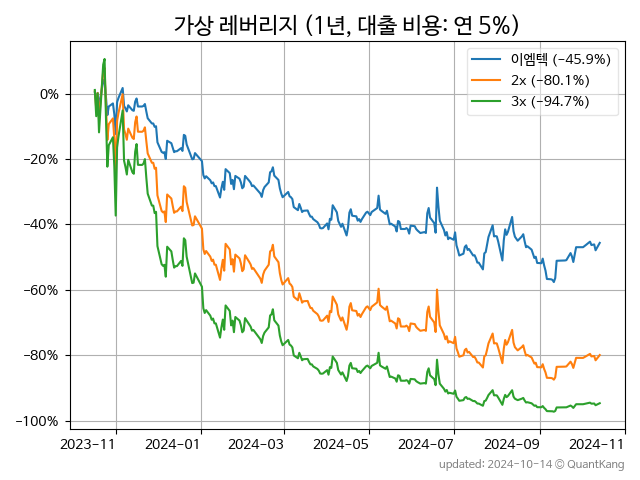 가상 레버리지 (1년, 대출 비용: 연 5%)
이엠텍 (-45.9%)
2x (-80.1%)
3x (-94.7%)
0%
-20%
-40%
-60%
-80%
-100%
2023-11 2024-01 2024-03 2024-05 2024-07 2024-09 2024-11
updated: 2024-10-14 © QuantKang